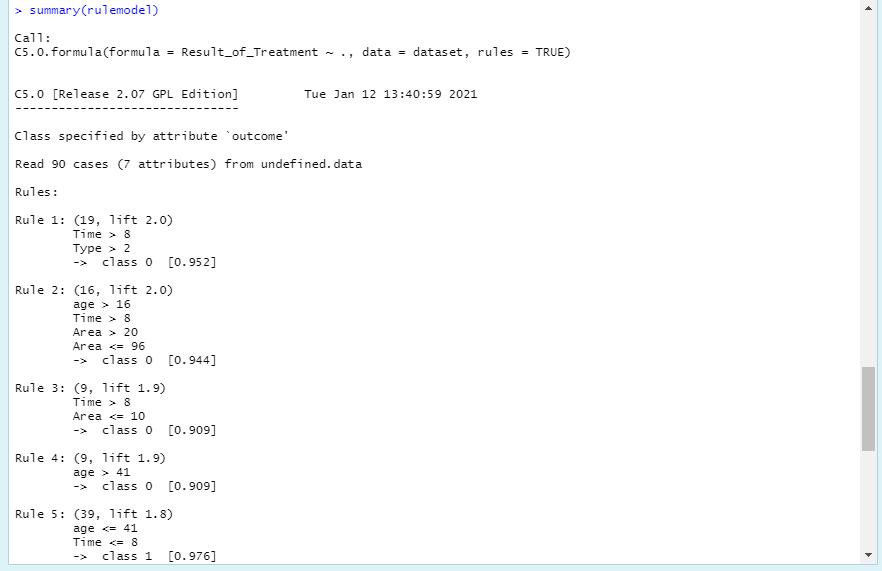 > summary(rulemodel)
Call:
C5.0.formula(formula = Result_of_Treatment ~ ., data = dataset, rules = TRUE)
C5.0 [Release 2.07 GPL Edition]         Tue Jan 12 13:40:59 2021
-------------------------------
Class specified by attribute `outcome'
Read 90 cases (7 attributes) from undefined.data
Rules:
Rule 1: (19, lift 2.0)
        Time > 8
        Type > 2
        ->  class 0  [0.952]
Rule 2: (16, lift 2.0)
        age > 16
        Time > 8
        Area > 20
        Area <= 96
        ->  class 0  [0.944]
Rule 3: (9, lift 1.9)
        Time > 8
        Area <= 10
        ->  class 0  [0.909]
Rule 4: (9, lift 1.9)
        age > 41
        ->  class 0  [0.909]
Rule 5: (39, lift 1.8)
        age <= 41
        Time <= 8
        ->  class 1  [0.976]